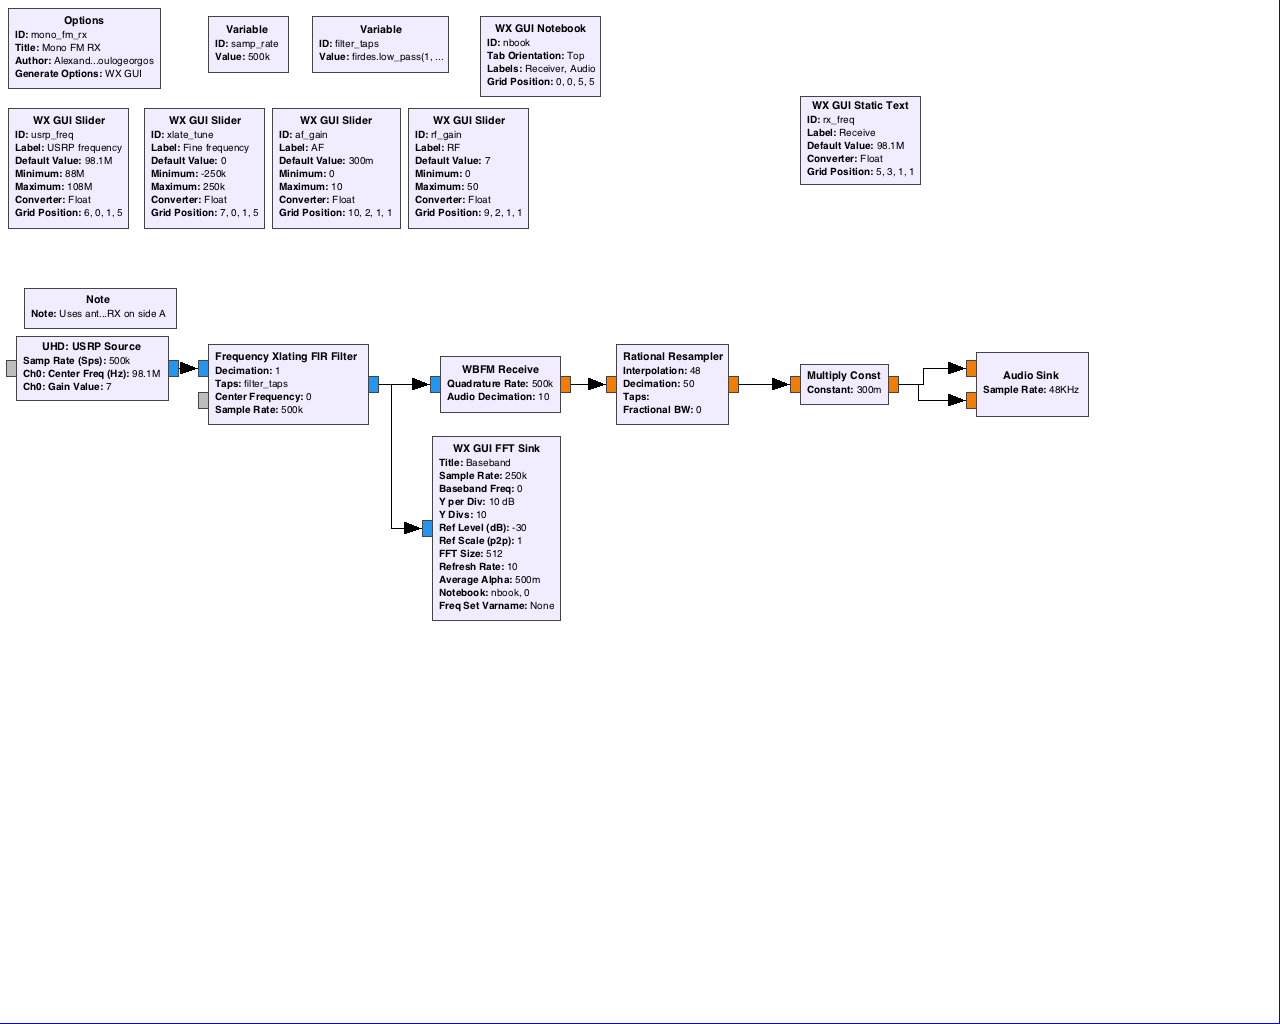 Options
ID: mono_fm_rx
Title: Mono FM RX
Author: Alexand...oulogeorgos
Generate Options: WX GUI
Variable
ID: samp_rate
Value: 500k
Variable
ID: filter_taps
Value: firdes.low_pass(1, ...
WX GUI Notebook
ID: nbook
Tab Orientation: Top
Labels: Receiver, Audio
Grid Position: 0, 0, 5, 5
WX GUI Static Text
ID: rx_freq
Label: Receive
Default Value: 98.1M
Converter: Float
Grid Position: 5, 3, 1, 1
WX GUI Slider
ID: usrp_freq
Label: USRP frequency
Default Value: 98.1M
Minimum: 88M
Maximum: 108M
Converter: Float
Grid Position: 6, 0, 1, 5
WX GUI Slider
ID: xlate_tune
Label: Fine frequency
Default Value: 0
Minimum: -250k
Maximum: 250k
Converter: Float
Grid Position: 7, 0, 1, 5
WX GUI Slider
ID: af_gain
Label: AF
Default Value: 300m
Minimum: 0
Maximum: 10
Converter: Float
Grid Position: 10, 2, 1, 1
WX GUI Slider
ID: rf_gain
Label: RF
Default Value: 7
Minimum: 0
Maximum: 50
Converter: Float
Grid Position: 9, 2, 1, 1
Note
Note: Uses ant...RX on side A
UHD: USRP Source
Samp Rate (Sps): 500k
Ch0: Center Freq (Hz): 98.1M
Ch0: Gain Value: 7
Frequency Xlating FIR Filter
Decimation: 1
Taps: filter_taps
Center Frequency: 0
Sample Rate: 500k
WBFM Receive
Quadrature Rate: 500k
Audio Decimation: 10
Rational Resampler
Interpolation: 48
Decimation: 50
Taps:
Fractional BW: 0
Multiply Const
Constant: 300m
Audio Sink
Sample Rate: 48KHz
WX GUI FFT Sink
Title: Baseband
Sample Rate: 250k
Baseband Freq: 0
Y per Div: 10 dB
Y Divs: 10
Ref Level (dB): -30
Ref Scale (p2p): 1
FFT Size: 512
Refresh Rate: 10
Average Alpha: 500m
Notebook: nbook, 0
Freq Set Varname: None